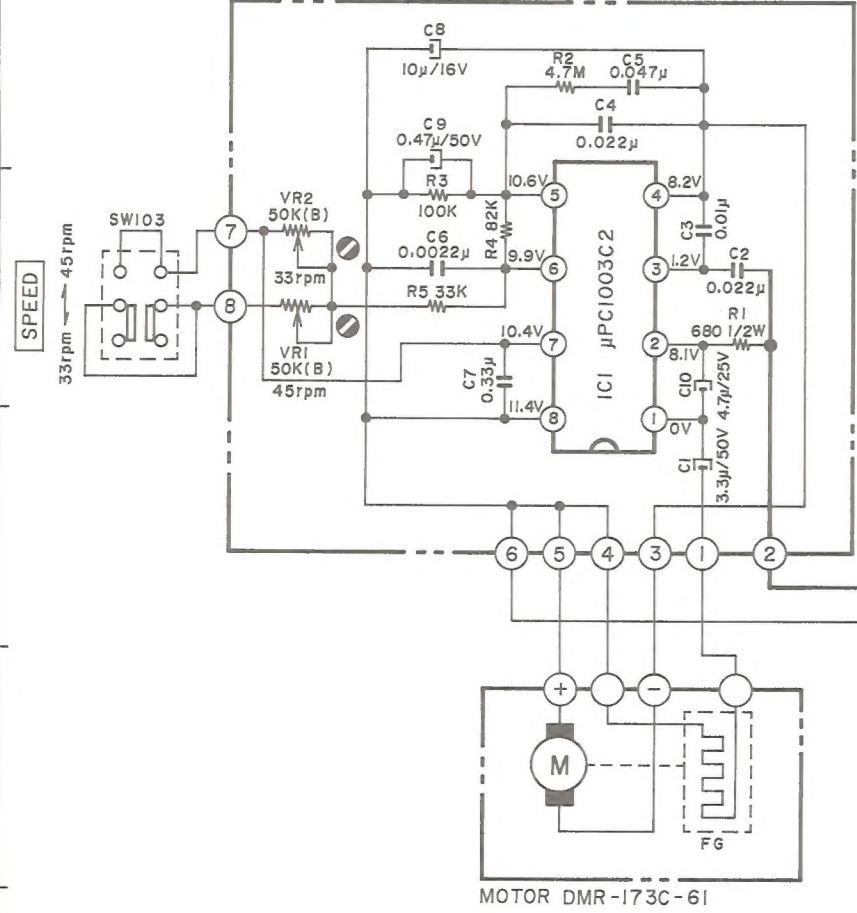 C8
10µ/16V
R2
4.7M
C5
0.047µ
C4
0.022µ
C9
0.47µ/50V
R3
100K
10.6V
5
4
8.2V
VR2
50K(B)
33rpm
SW103
7
8
SPEED
33rpm
45rpm
C6
0.0022µ
R4 82K
9.9V
6
3
1.2V
C3
0.01µ
C2
0.022µ
R5 33K
R1
680 1/2W
VR1
50K(B)
45rpm
10.4V
7
2
8.1V
IC1 µPC1003C2
C7
0.33µ
C10
4.7µ/25V
11.4V
8
1
0V
C1
3.3µ/50V
6
5
4
3
1
2
+
−
M
FG
MOTOR DMR-173C-61